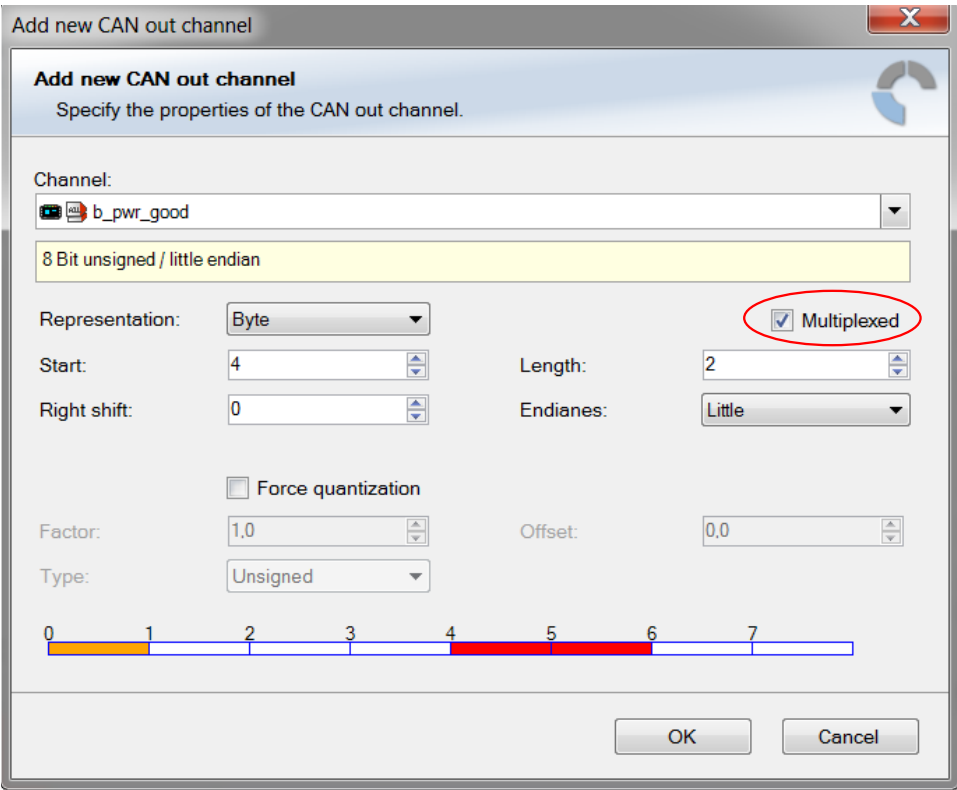 Add new CAN out channel
Add new CAN out channel
Specify the properties of the CAN out channel.
Channel:
b_pwr_good
8 Bit unsigned / little endian
Representation: Byte Multiplexed
Start: 4 Length: 2
Right shift: 0 Endianes: Little
Force quantization
Factor: 1,0 Offset: 0,0
Type: Unsigned
0 1 2 3 4 5 6 7
OK Cancel